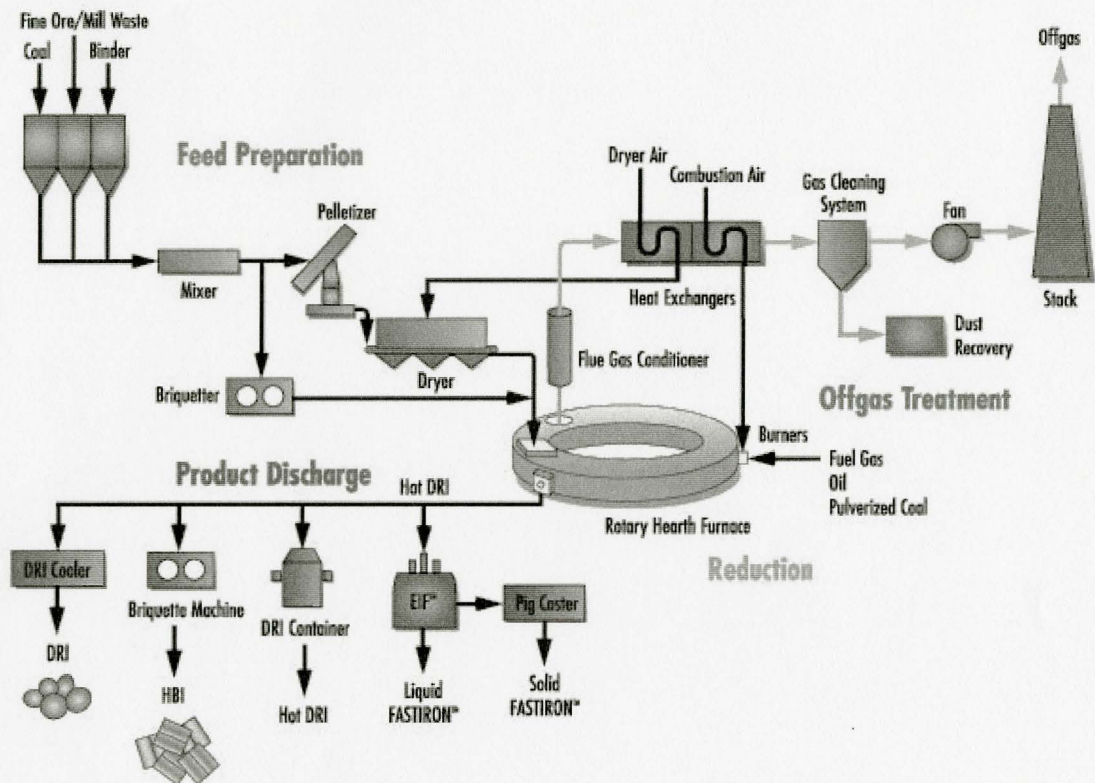 Fine Ore/Mill Waste
Coal
Binder
Feed Preparation
Pelletizer
Mixer
Briquetter
Dryer
Dryer Air
Combustion Air
Heat Exchangers
Flue Gas Conditioner
Gas Cleaning
System
Fan
Offgas
Stack
Dust
Recovery
Offgas Treatment
Burners
Fuel Gas
Oil
Pulverized Coal
Rotary Hearth Furnace
Reduction
Product Discharge
Hot DRI
DRI Cooler
DRI
Briquette Machine
HBI
DRI Container
Hot DRI
EIF™
Liquid
FASTIRON™
Pig Caster
Solid
FASTIRON™